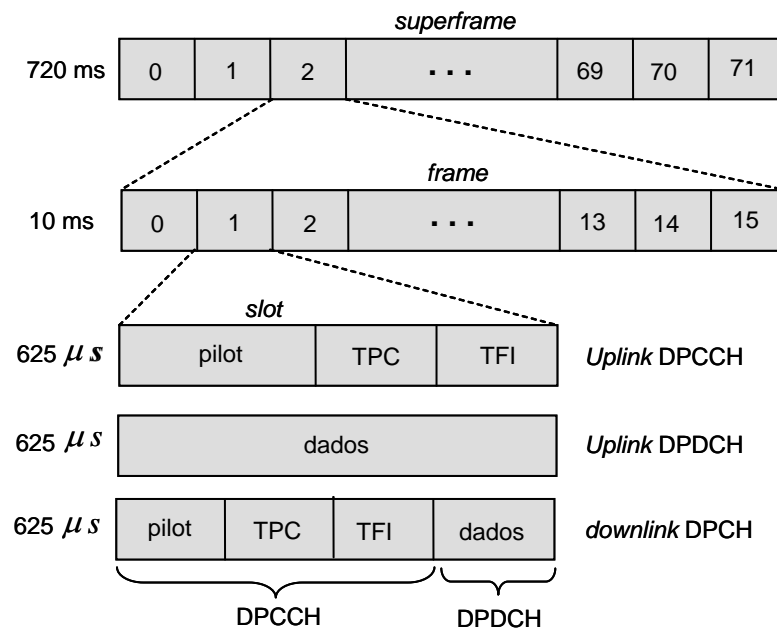 superframe
720 ms 0 1 2 . . . 69 70 71
frame
10 ms 0 1 2 . . . 13 14 15
slot
625 μs pilot TPC TFI Uplink DPCCH
625 μs dados Uplink DPDCH
625 μs pilot TPC TFI dados downlink DPCH
DPCCH DPDCH